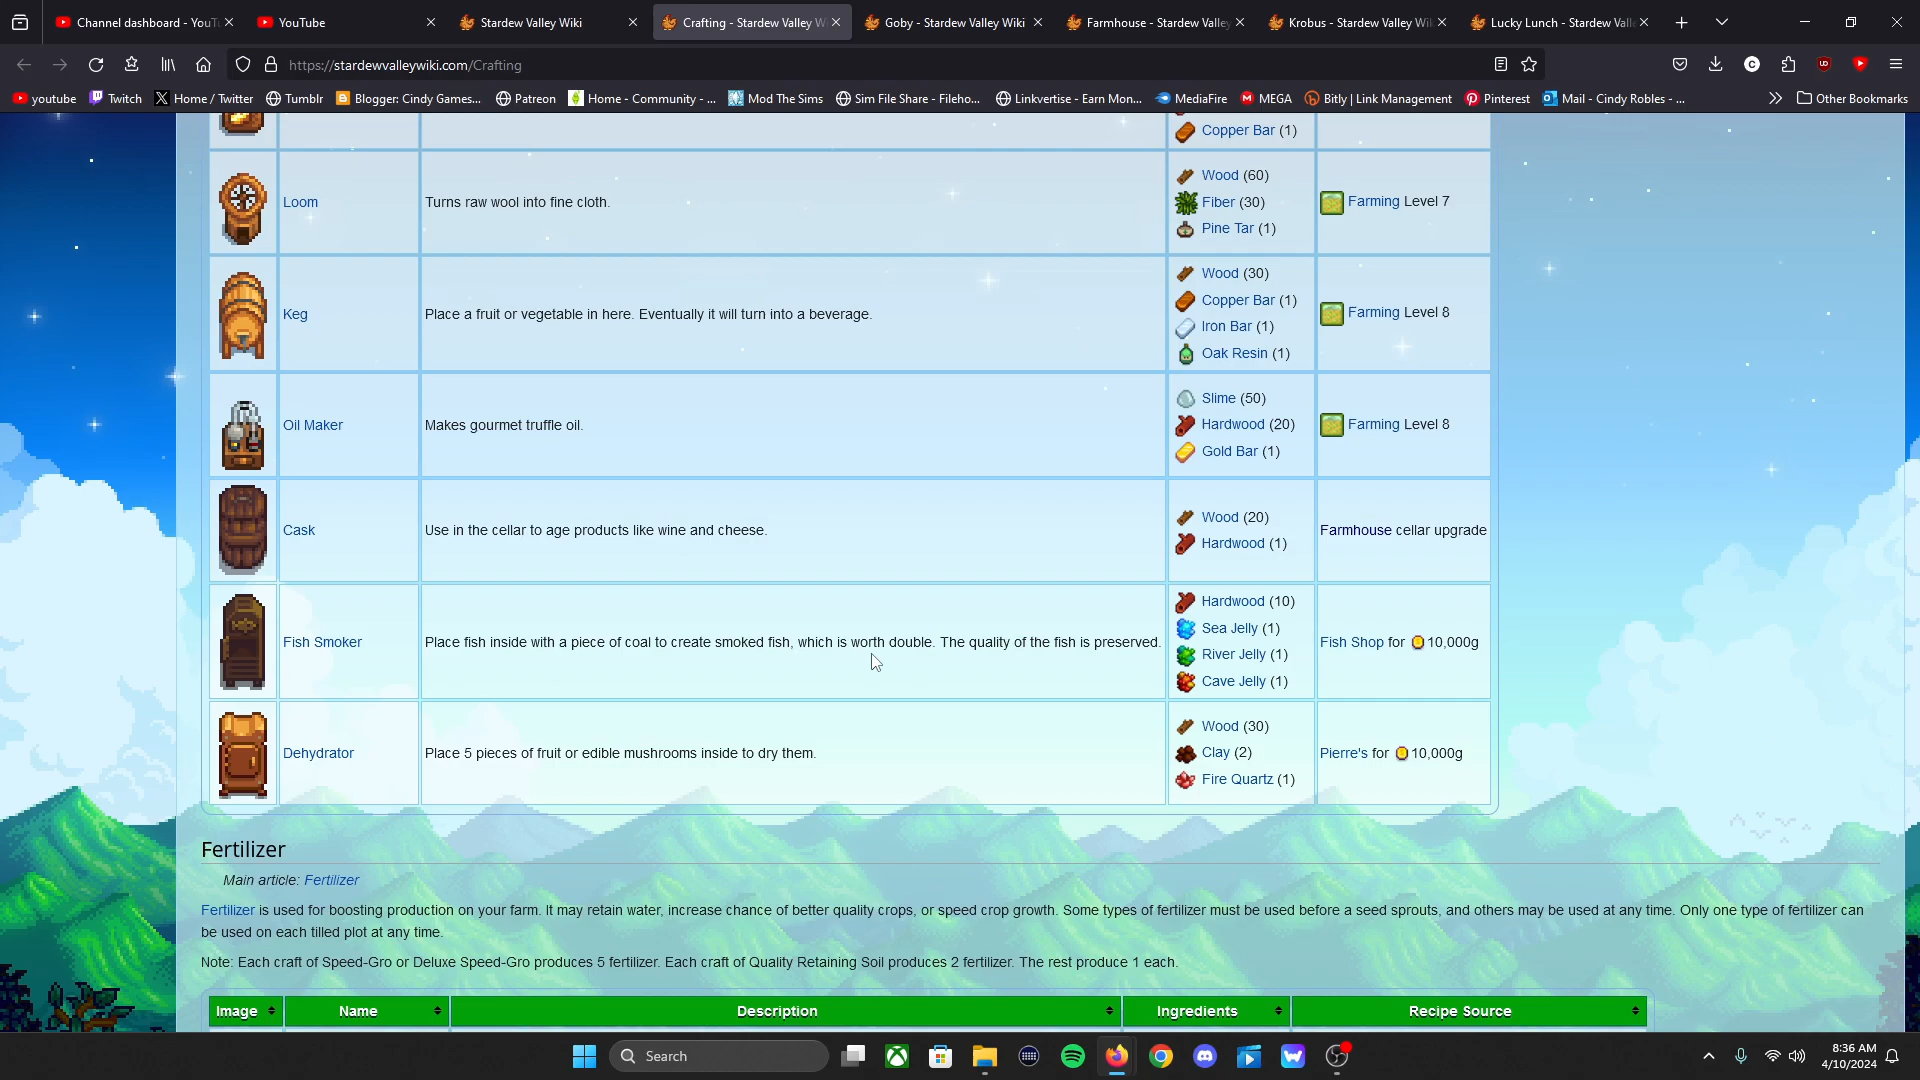 Channel dashboard - YouTu
YouTube
Stardew Valley Wiki
Crafting - Stardew Valley W
Goby - Stardew Valley Wiki
Farmhouse - Stardew Valley
Krobus - Stardew Valley Wi
Lucky Lunch - Stardew Vall
https://stardewvalleywiki.com/Crafting
youtube
Twitch
Home / Twitter
Tumblr
Blogger: Cindy Games...
Patreon
Home - Community - ...
Mod The Sims
Sim File Share - Fileho...
Linkvertise - Earn Mon...
MediaFire
MEGA
Bitly | Link Management
Pinterest
Mail - Cindy Robles - ...
Other Bookmarks
Copper Bar (1)
Loom
Turns raw wool into fine cloth.
Wood (60)
Fiber (30)
Pine Tar (1)
Farming Level 7
Keg
Place a fruit or vegetable in here. Eventually it will turn into a beverage.
Wood (30)
Copper Bar (1)
Iron Bar (1)
Oak Resin (1)
Farming Level 8
Oil Maker
Makes gourmet truffle oil.
Slime (50)
Hardwood (20)
Gold Bar (1)
Farming Level 8
Cask
Use in the cellar to age products like wine and cheese.
Wood (20)
Hardwood (1)
Farmhouse cellar upgrade
Fish Smoker
Place fish inside with a piece of coal to create smoked fish, which is worth double. The quality of the fish is preserved.
Hardwood (10)
Sea Jelly (1)
River Jelly (1)
Cave Jelly (1)
Fish Shop for 10,000g
Dehydrator
Place 5 pieces of fruit or edible mushrooms inside to dry them.
Wood (30)
Clay (2)
Fire Quartz (1)
Pierre's for 10,000g
Fertilizer
Main article: Fertilizer
Fertilizer is used for boosting production on your farm. It may retain water, increase chance of better quality crops, or speed crop growth. Some types of fertilizer must be used before a seed sprouts, and others may be used at any time. Only one type of fertilizer can
be used on each tilled plot at any time.
Note: Each craft of Speed-Gro or Deluxe Speed-Gro produces 5 fertilizer. Each craft of Quality Retaining Soil produces 2 fertilizer. The rest produce 1 each.
Image
Name
Description
Ingredients
Recipe Source
Search
8:36 AM
4/10/2024